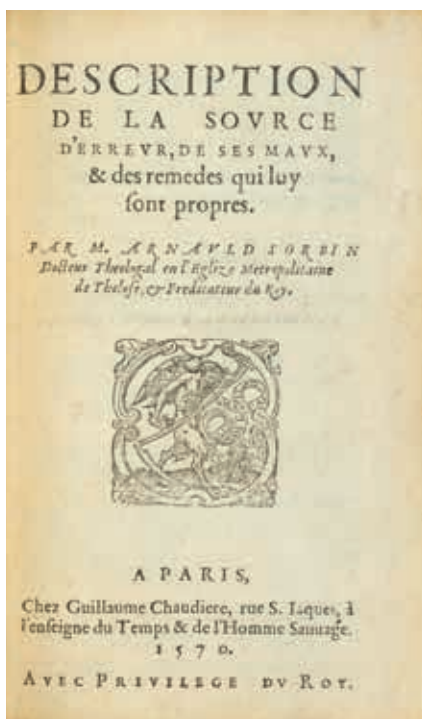 DESCRIPTION
DE LA SOVRCE
D'ERREVR, DE SES MAVX,
& des remedes qui luy
ſont propres.
PAR M. ARNAVLD SORBIN
Docteur Theologal en l'Eglize Metropolitaine
de Tholoſe, & Predicateur du Roy.
A PARIS,
Chez Guillaume Chaudiere, rue S. Iaques, à
l'enſeigne du Temps & de l'Homme Sauuage.
1570.
AVEC PRIVILEGE DV ROY.